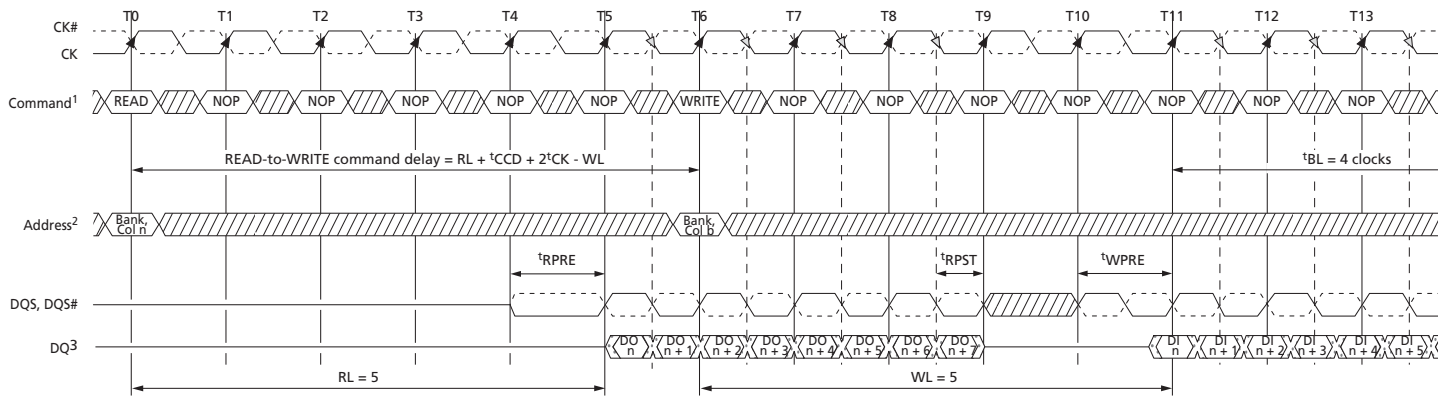 T0 T1 T2 T3 T4 T5 T6 T7 T8 T9 T10 T11 T12 T13
CK#
CK
Command1 READ NOP NOP NOP NOP NOP WRITE NOP NOP NOP NOP NOP NOP NOP
READ-to-WRITE command delay = RL + tCCD + 2tCK - WL tBL = 4 clocks
Address2 Bank, Col n Bank, Col b
tRPRE tRPST tWPRE
DQS, DQS#
DQ3 DO n DO n + 1 DO n + 2 DO n + 3 DO n + 4 DO n + 5 DO n + 6 DO n + 7 DI n DI n + 1 DI n + 2 DI n + 3 DI n + 4 DI n + 5
RL = 5 WL = 5